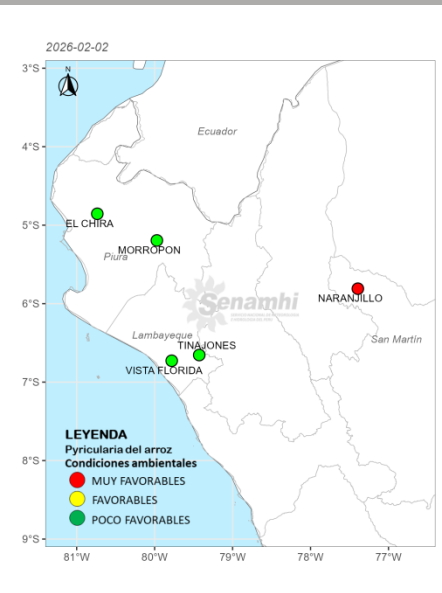 2026-02-02
3°S
N
4°S
Ecuador
5°S
EL CHIRA
MORROPON
Piura
6°S
Senamhi
NARANJILLO
Lambayeque
San Martin
TINAJONES
VISTA FLORIDA
7°S
LEYENDA
Pyricularia del arroz
Condiciones ambientales
MUY FAVORABLES
FAVORABLES
POCO FAVORABLES
8°S
9°S
81°W 80°W 79°W 78°W 77°W